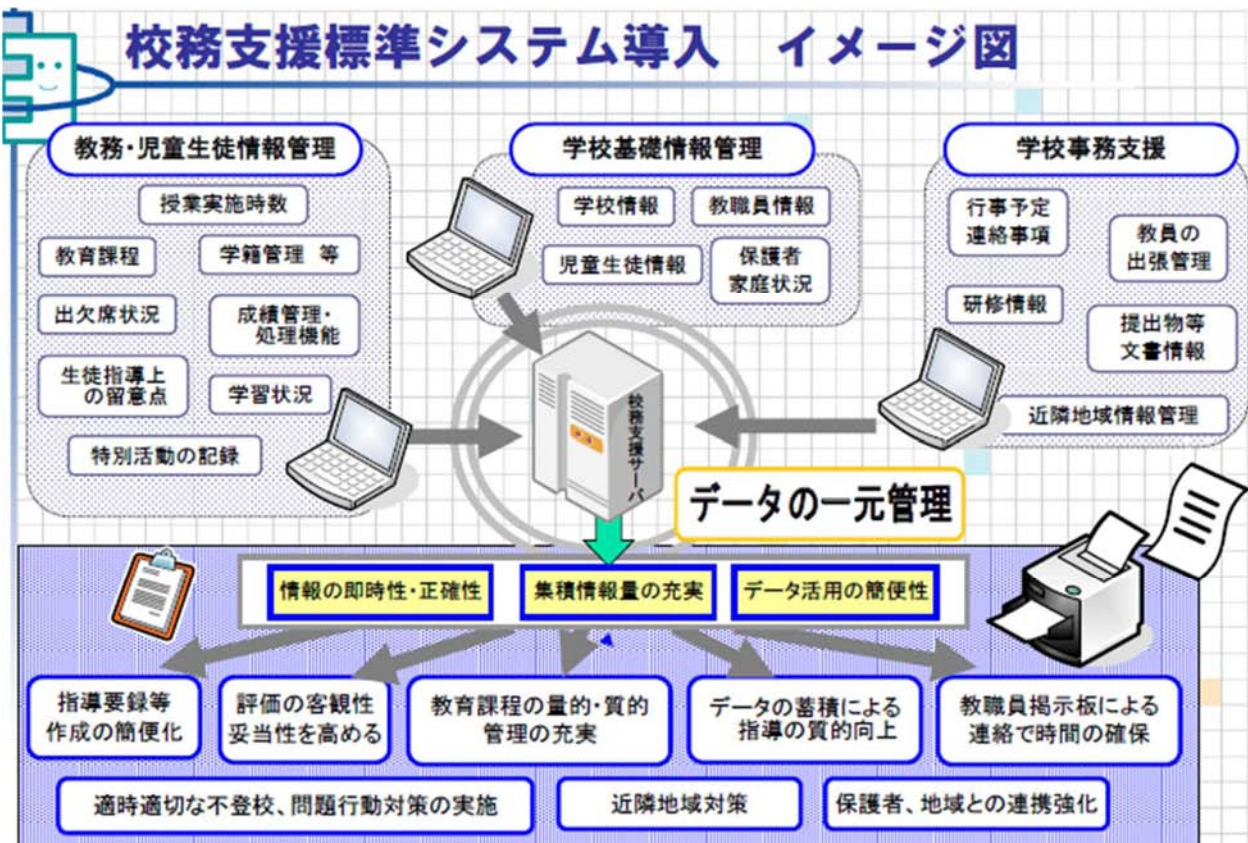 校務支援標準システム導入　イメージ図
教務・児童生徒情報管理
授業実施時数
教育課程
学籍管理 等
出欠席状況
成績管理・
処理機能
生徒指導上
の留意点
学習状況
特別活動の記録
学校基礎情報管理
学校情報
教職員情報
児童生徒情報
保護者
家庭状況
学校事務支援
行事予定
連絡事項
教員の
出張管理
研修情報
提出物等
文書情報
近隣地域情報管理
校務支援サーバ
データの一元管理
情報の即時性・正確性
集積情報量の充実
データ活用の簡便性
指導要録等
作成の簡便化
評価の客観性
妥当性を高める
教育課程の量的・質的
管理の充実
データの蓄積による
指導の質的向上
教職員掲示板による
連絡で時間の確保
適時適切な不登校、問題行動対策の実施
近隣地域対策
保護者、地域との連携強化